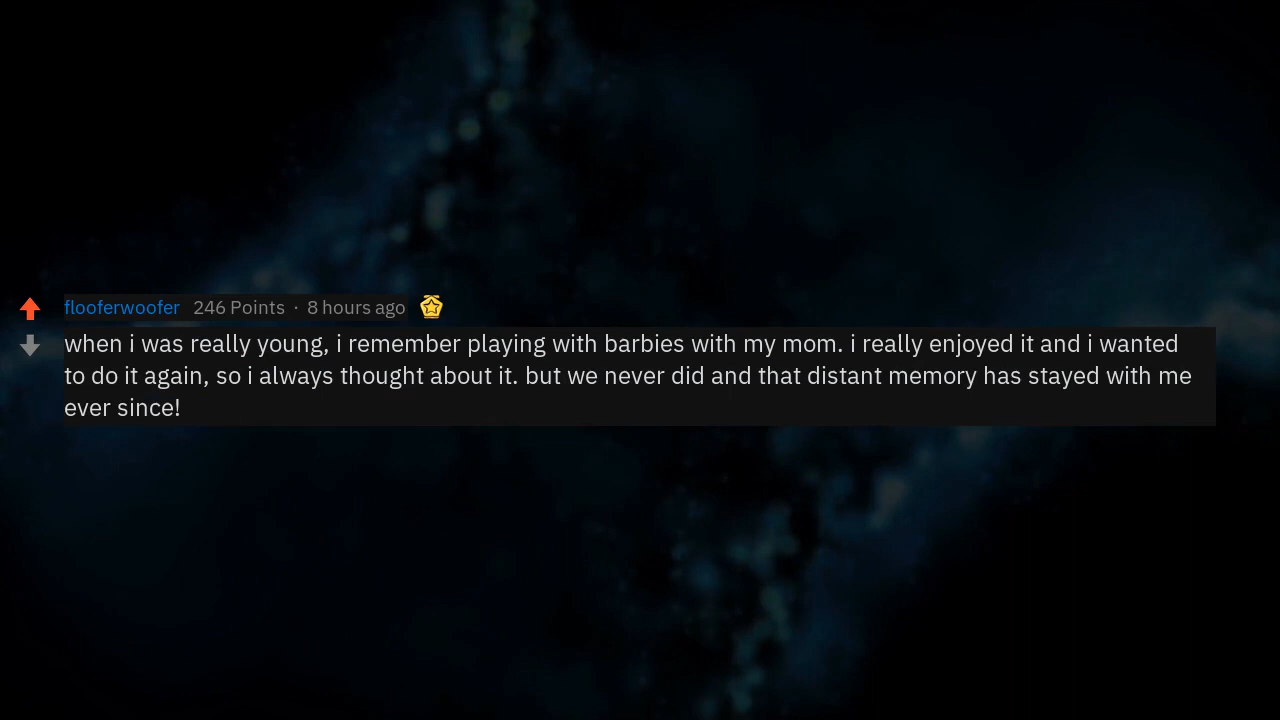 flooferwoofer 246 Points · 8 hours ago
when i was really young, i remember playing with barbies with my mom. i really enjoyed it and i wanted
to do it again, so i always thought about it. but we never did and that distant memory has stayed with me
ever since!